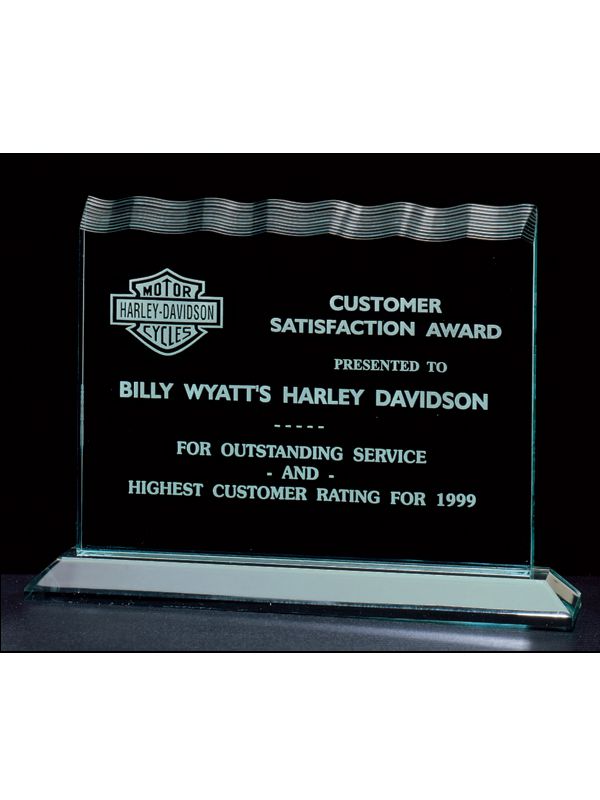 MOTOR
HARLEY-DAVIDSON
CYCLES
CUSTOMER
SATISFACTION AWARD
PRESENTED TO
BILLY WYATT'S HARLEY DAVIDSON
- - - - -
FOR OUTSTANDING SERVICE
- AND -
HIGHEST CUSTOMER RATING FOR 1999